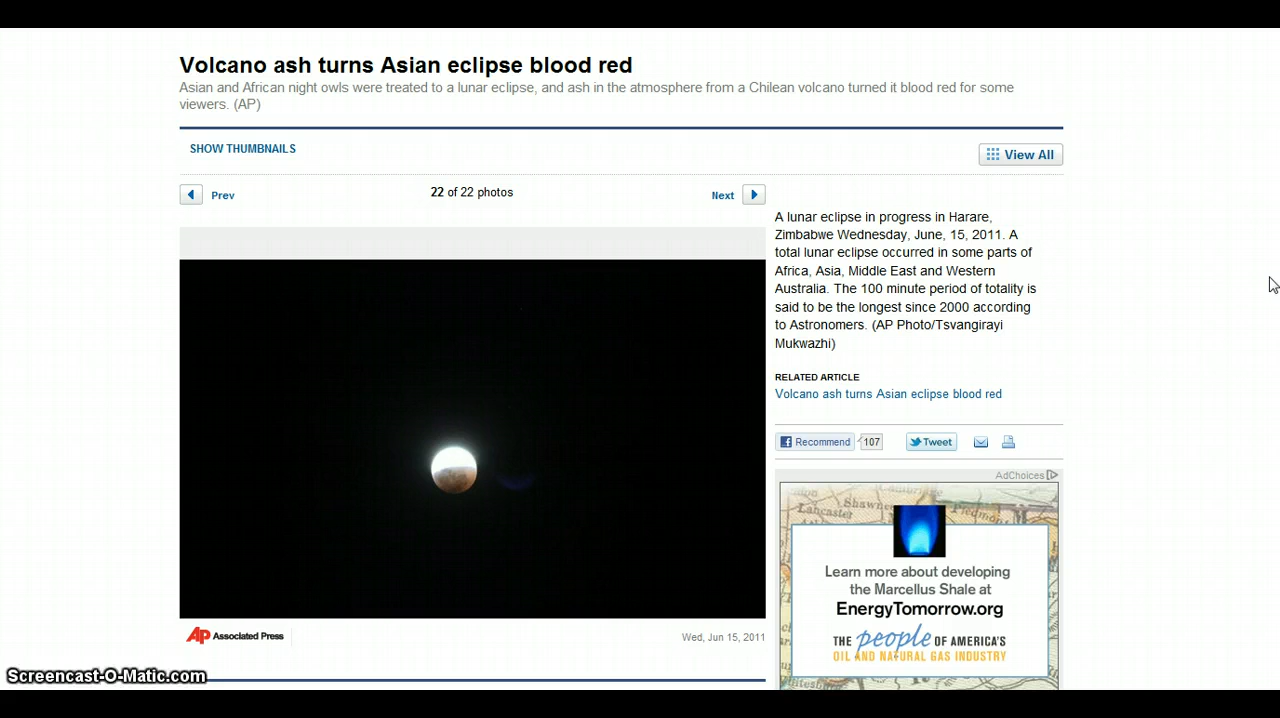 Volcano ash turns Asian eclipse blood red
Asian and African night owls were treated to a lunar eclipse, and ash in the atmosphere from a Chilean volcano turned it blood red for some
viewers. (AP)
SHOW THUMBNAILS
View All
Prev
22 of 22 photos
Next
A lunar eclipse in progress in Harare,
Zimbabwe Wednesday, June, 15, 2011. A
total lunar eclipse occurred in some parts of
Africa, Asia, Middle East and Western
Australia. The 100 minute period of totality is
said to be the longest since 2000 according
to Astronomers. (AP Photo/Tsvangirayi
Mukwazhi)
RELATED ARTICLE
Volcano ash turns Asian eclipse blood red
Recommend 107 Tweet
AdChoices
Lancaster
Learn more about developing
the Marcellus Shale at
EnergyTomorrow.org
THE people OF AMERICA'S
OIL AND NATURAL GAS INDUSTRY
AP Associated Press
Wed, Jun 15, 2011
Screencast-O-Matic.com